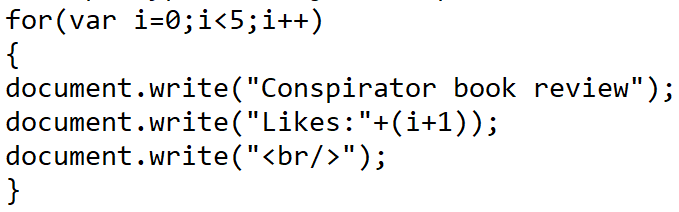 for(var i=0;i<5;i++)
{
document.write("Conspirator book review");
document.write("Likes:"+(i+1));
document.write("<br/>");
}